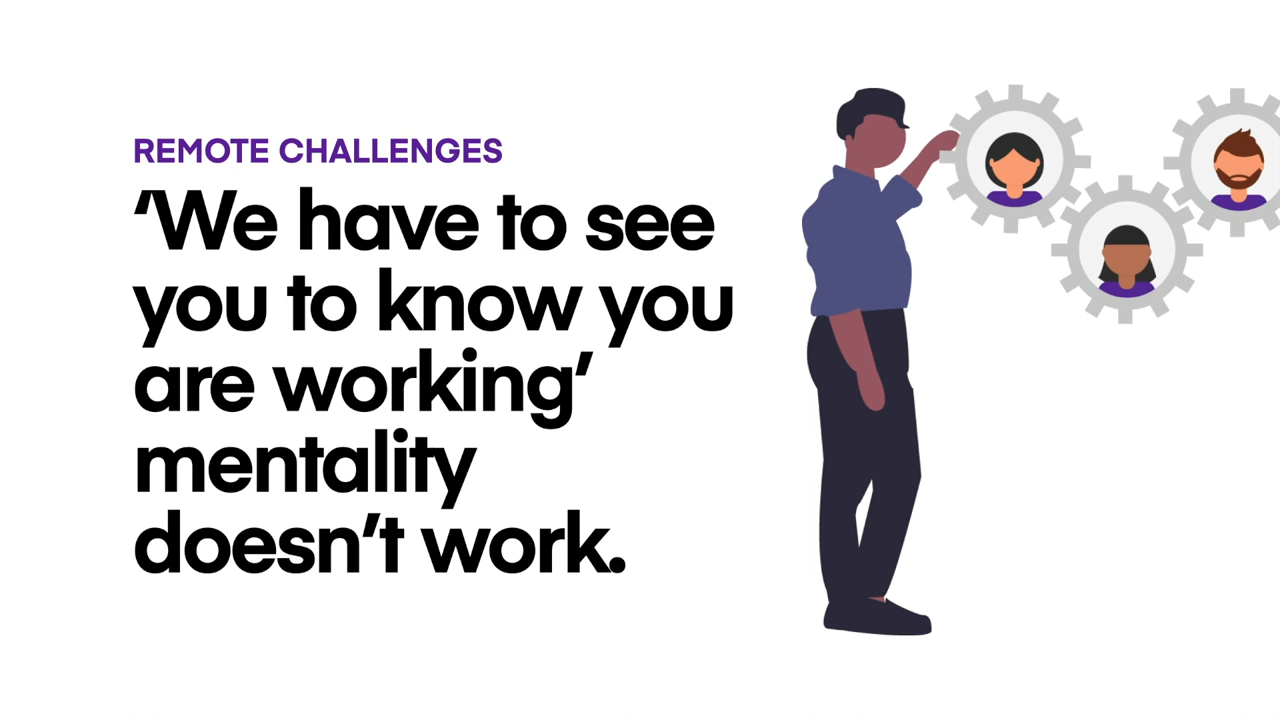 REMOTE CHALLENGES
‘We have to see
you to know you
are working’
mentality
doesn’t work.